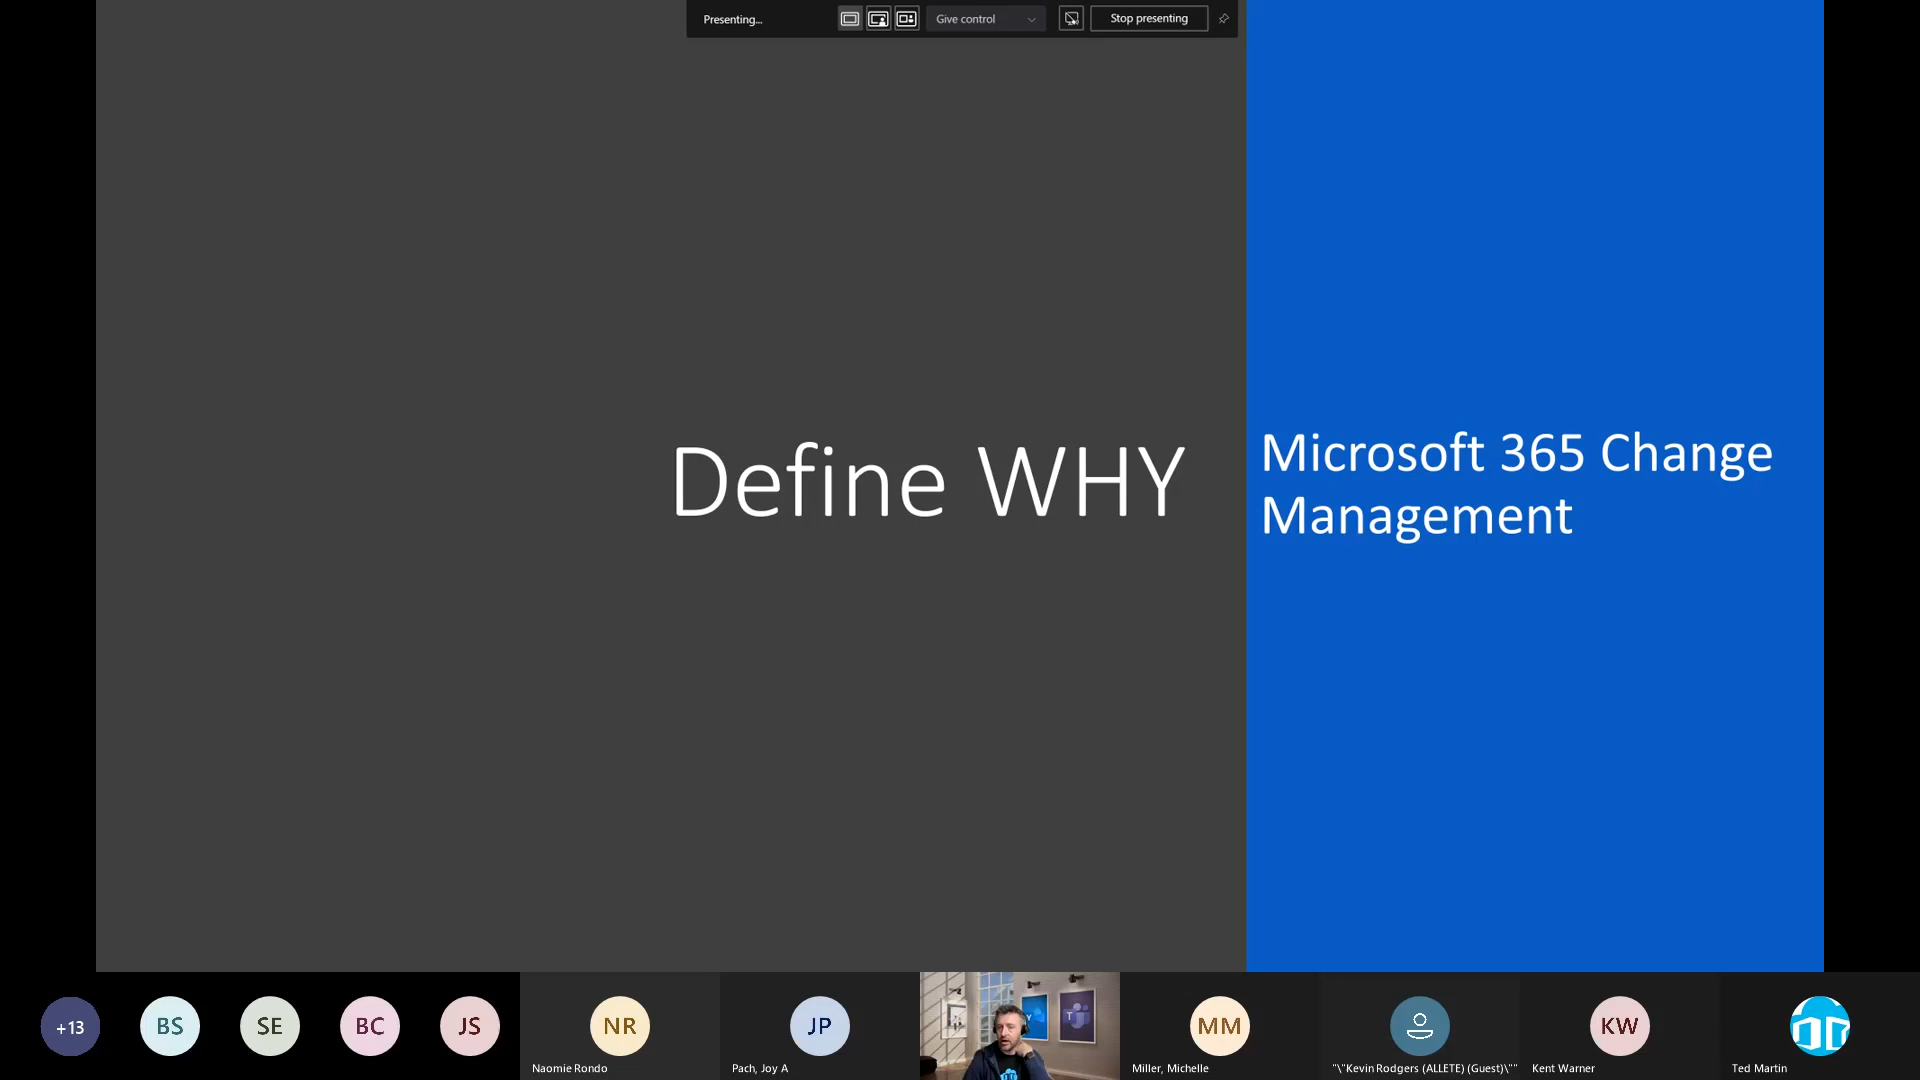 Presenting...
Give control
Stop presenting
Define WHY
Microsoft 365 Change
Management
+13
BS
SE
BC
JS
NR
JP
MM
KW
Naomie Rondo
Pach, Joy A
Miller, Michelle
"\"Kevin Rodgers (ALLETE) (Guest)\""
Kent Warner
Ted Martin